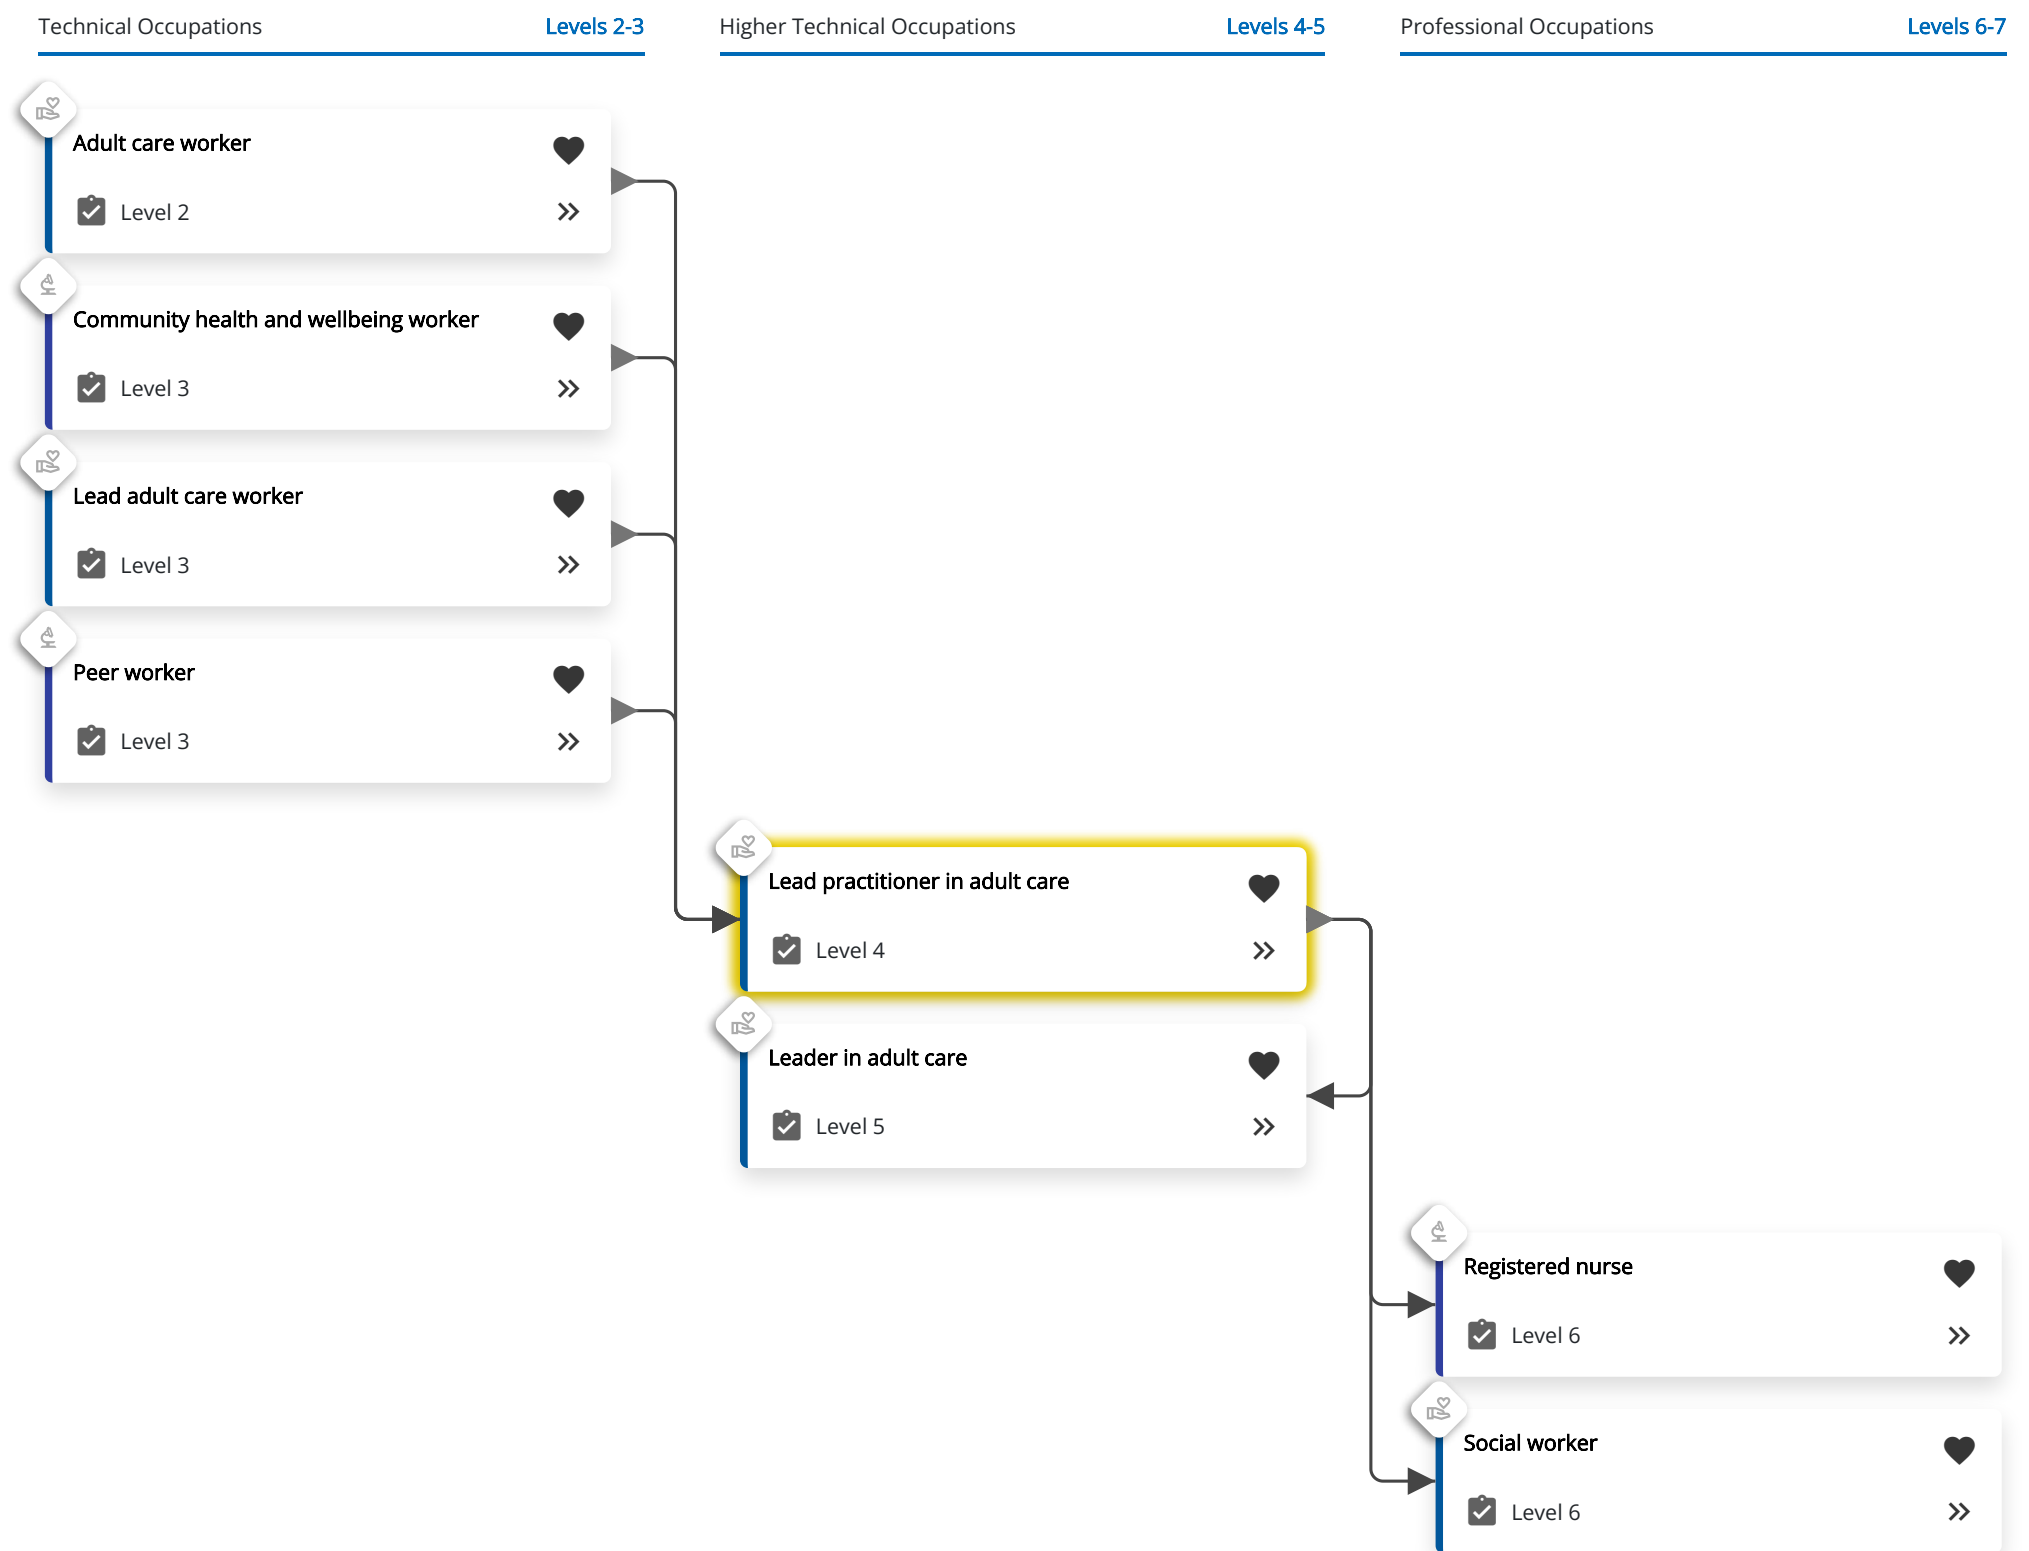 Technical Occupations Levels 2-3
Higher Technical Occupations Levels 4-5
Professional Occupations Levels 6-7
Adult care worker
Level 2
Community health and wellbeing worker
Level 3
Lead adult care worker
Level 3
Peer worker
Level 3
Lead practitioner in adult care
Level 4
Leader in adult care
Level 5
Registered nurse
Level 6
Social worker
Level 6